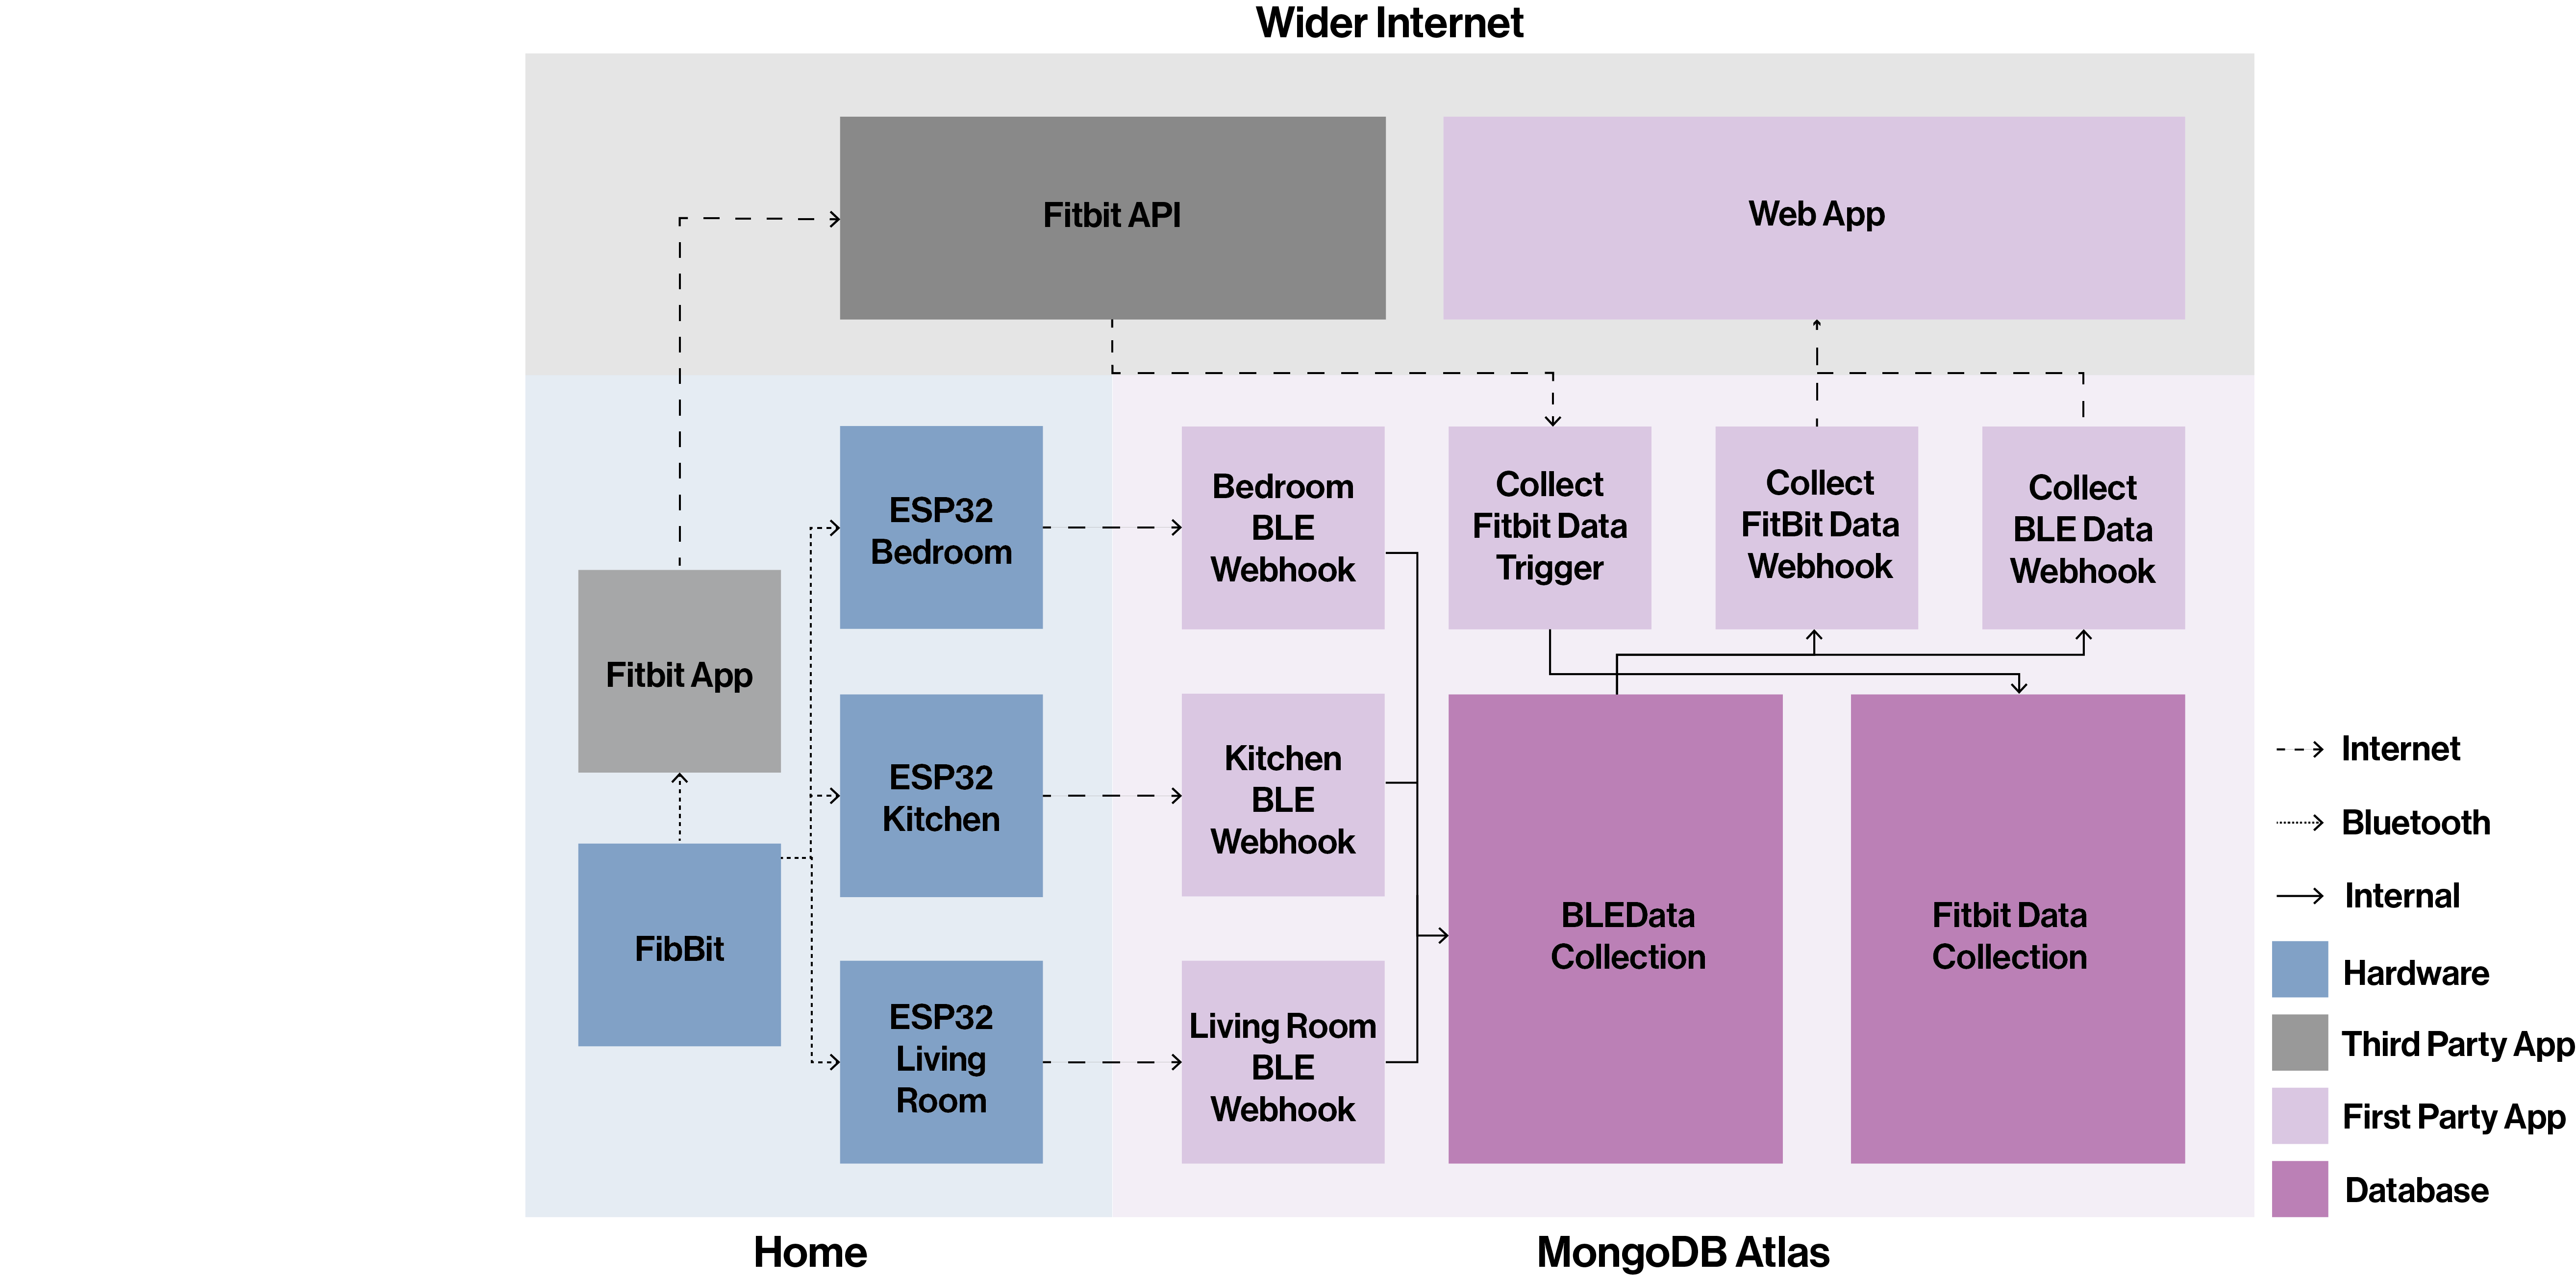 Wider Internet
Fitbit API
Web App
ESP32
Bedroom
Bedroom
BLE
Webhook
Collect
Fitbit Data
Trigger
Collect
FitBit Data
Webhook
Collect
BLE Data
Webhook
Fitbit App
ESP32
Kitchen
Kitchen
BLE
Webhook
FibBit
ESP32
Living
Room
Living Room
BLE
Webhook
BLEData
Collection
Fitbit Data
Collection
Internet
Bluetooth
Internal
Hardware
Third Party App
First Party App
Database
Home
MongoDB Atlas